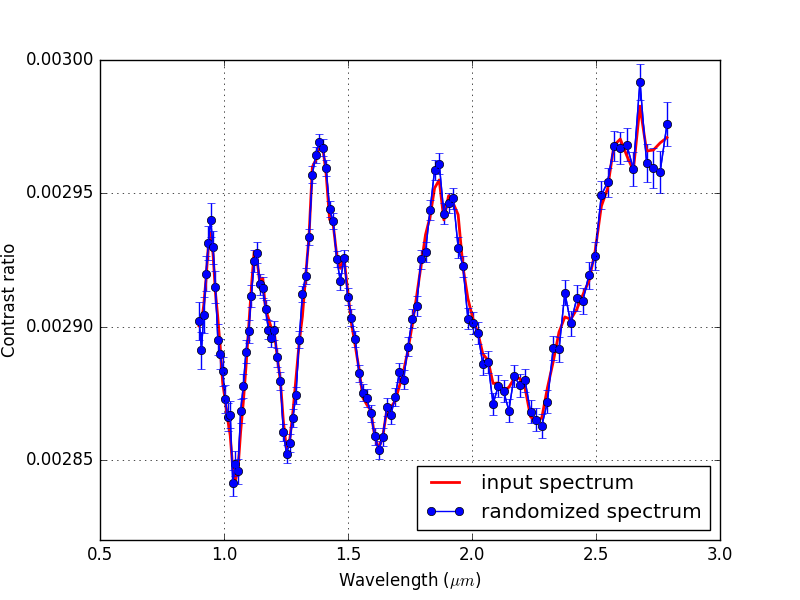 0.00300
0.00295
0.00290
0.00285
Contrast ratio
0.5
1.0
1.5
2.0
2.5
3.0
Wavelength (μm)
input spectrum
randomized spectrum